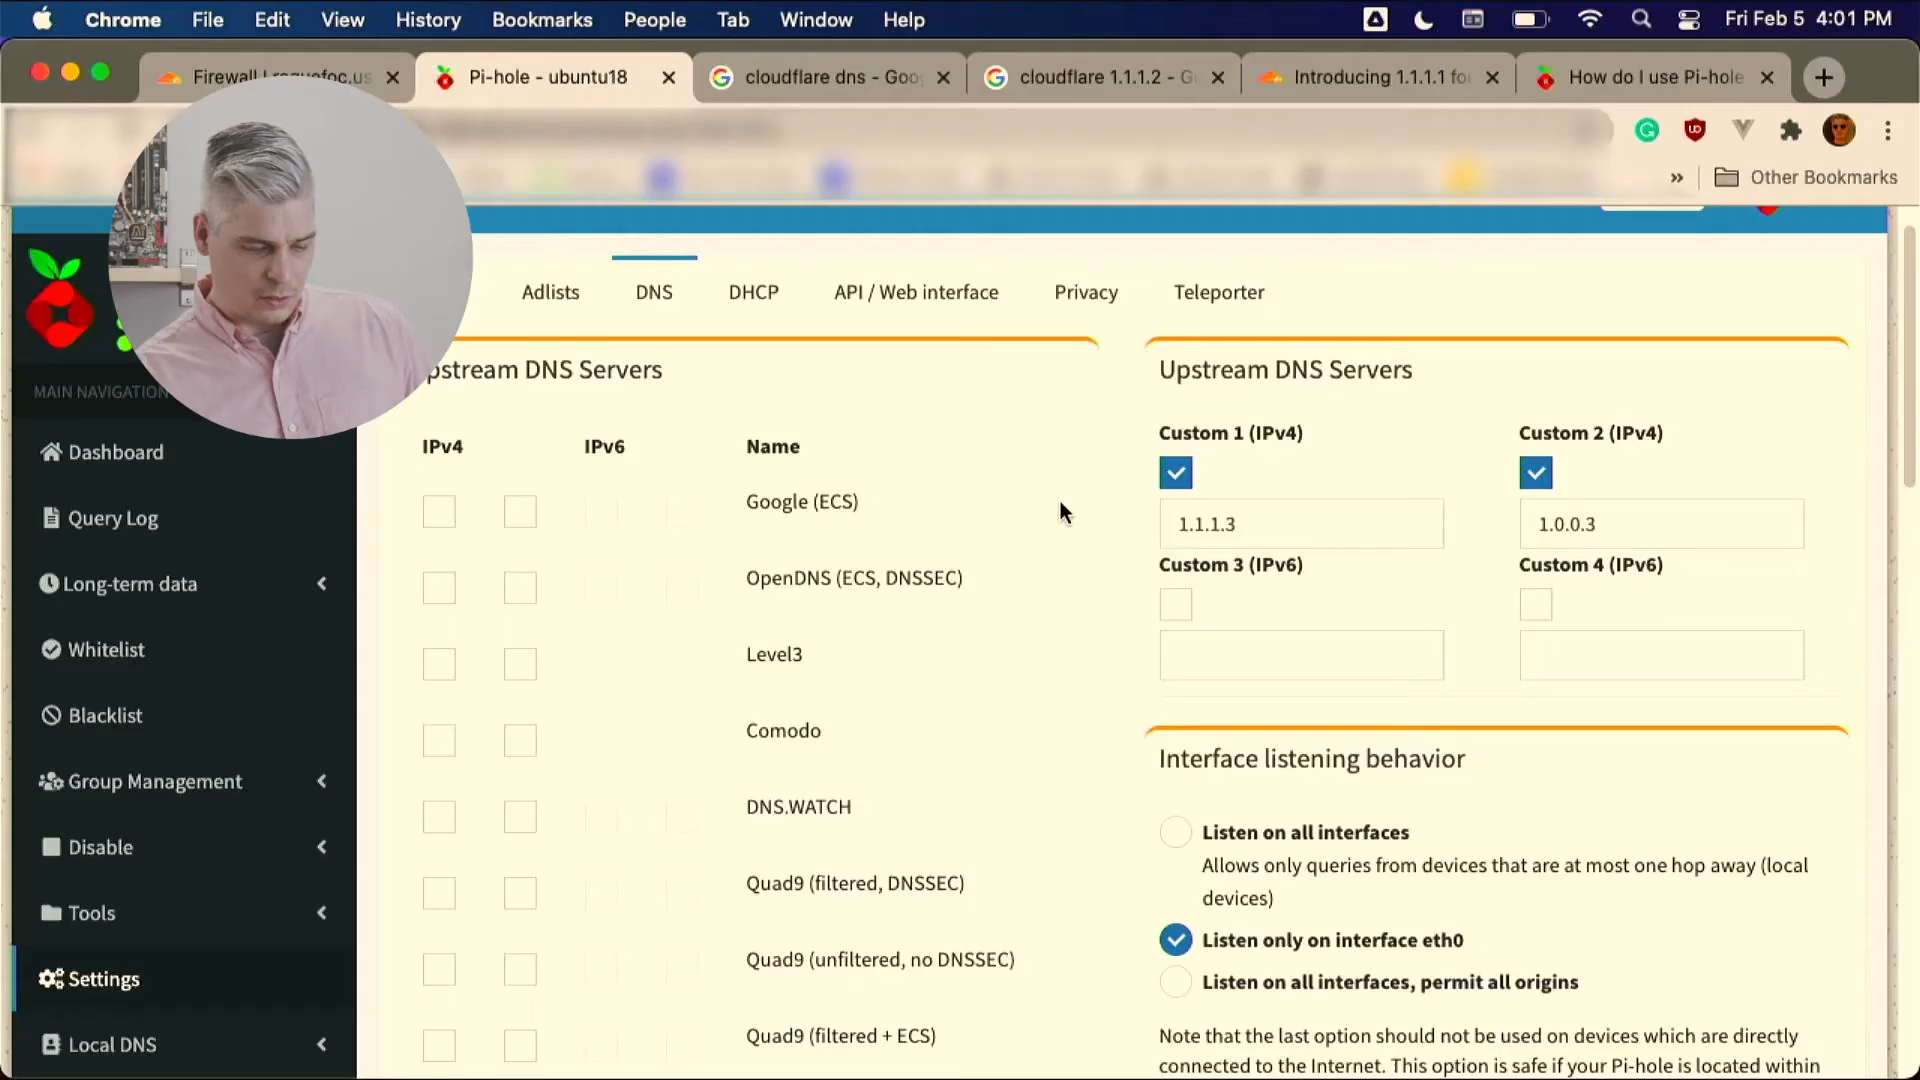 Chrome File Edit View History Bookmarks People Tab Window Help Fri Feb 5 4:01 PM
Firewall | roguefoc.us
Pi-hole - ubuntu18
cloudflare dns - Goo
cloudflare 1.1.1.2 - G
Introducing 1.1.1.1 fo
How do I use Pi-hole
Other Bookmarks
Adlists DNS DHCP API / Web interface Privacy Teleporter
MAIN NAVIGATION
Dashboard
Query Log
Long-term data
Whitelist
Blacklist
Group Management
Disable
Tools
Settings
Local DNS
pstream DNS Servers
IPv4 IPv6 Name
Google (ECS)
OpenDNS (ECS, DNSSEC)
Level3
Comodo
DNS.WATCH
Quad9 (filtered, DNSSEC)
Quad9 (unfiltered, no DNSSEC)
Quad9 (filtered + ECS)
Upstream DNS Servers
Custom 1 (IPv4) Custom 2 (IPv4)
1.1.1.3 1.0.0.3
Custom 3 (IPv6) Custom 4 (IPv6)
Interface listening behavior
Listen on all interfaces
Allows only queries from devices that are at most one hop away (local
devices)
Listen only on interface eth0
Listen on all interfaces, permit all origins
Note that the last option should not be used on devices which are directly
connected to the Internet. This option is safe if your Pi-hole is located within